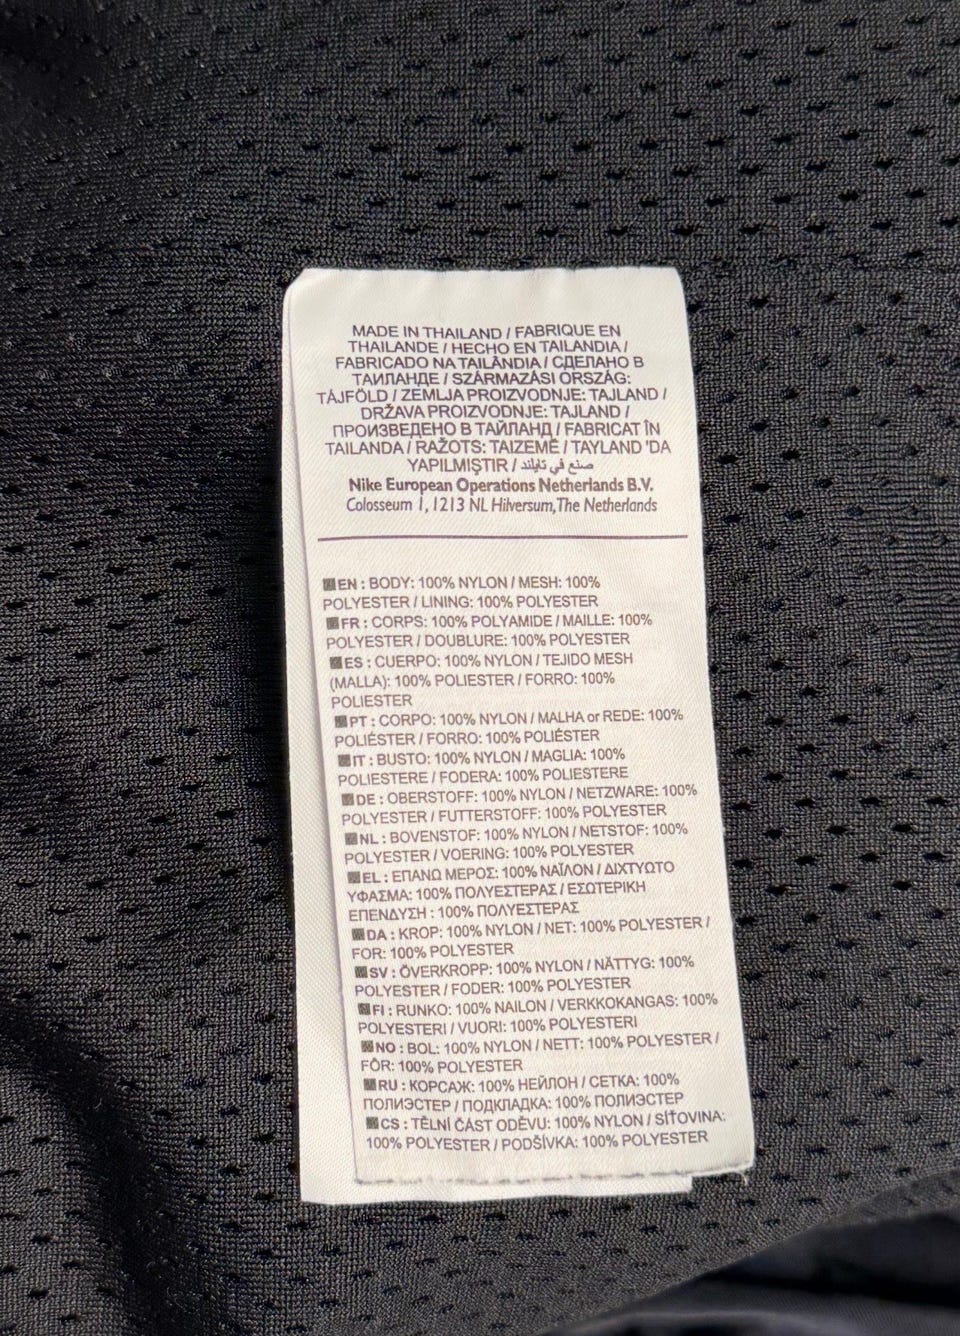 MADE IN THAILAND / FABRIQUE EN
THAILANDE / HECHO EN TAILANDIA /
FABRICADO NA TAILÂNDIA / СДЕЛАНО В
ТАИЛАНДЕ / SZÁRMAZÁSI ORSZÁG:
TÁJFÖLD / ZEMLJA PROIZVODNJE: TAJLAND /
DRŽAVA PROIZVODNJE: TAJLAND /
ПРОИЗВЕДЕНО В ТАЙЛАНД / FABRICAT ÎN
TAILANDA / RAŽOTS: TAIZEMĒ / TAYLAND 'DA
YAPILMIŞTIR / صنع في تايلند
Nike European Operations Netherlands B.V.
Colosseum 1, 1213 NL Hilversum, The Netherlands
EN : BODY: 100% NYLON / MESH: 100%
POLYESTER / LINING: 100% POLYESTER
FR : CORPS: 100% POLYAMIDE / MAILLE: 100%
POLYESTER / DOUBLURE: 100% POLYESTER
ES : CUERPO: 100% NYLON / TEJIDO MESH
(MALLA): 100% POLIESTER / FORRO: 100%
POLIESTER
PT : CORPO: 100% NYLON / MALHA or REDE: 100%
POLIÉSTER / FORRO: 100% POLIÉSTER
IT : BUSTO: 100% NYLON / MAGLIA: 100%
POLIESTERE / FODERA: 100% POLIESTERE
DE : OBERSTOFF: 100% NYLON / NETZWARE: 100%
POLYESTER / FUTTERSTOFF: 100% POLYESTER
NL : BOVENSTOF: 100% NYLON / NETSTOF: 100%
POLYESTER / VOERING: 100% POLYESTER
EL : ΕΠΑΝΩ ΜΕΡΟΣ: 100% ΝΑΪΛΟΝ / ΔΙΧΤΥΩΤΟ
ΥΦΑΣΜΑ: 100% ΠΟΛΥΕΣΤΕΡΑΣ / ΕΣΩΤΕΡΙΚΗ
ΕΠΕΝΔΥΣΗ : 100% ΠΟΛΥΕΣΤΕΡΑΣ
DA : KROP: 100% NYLON / NET: 100% POLYESTER /
FOR: 100% POLYESTER
SV : ÖVERKROPP: 100% NYLON / NÄTTYG: 100%
POLYESTER / FODER: 100% POLYESTER
FI : RUNKO: 100% NAILON / VERKKOKANGAS: 100%
POLYESTERI / VUORI: 100% POLYESTERI
NO : BOL: 100% NYLON / NETT: 100% POLYESTER /
FÔR: 100% POLYESTER
RU : КОРСАЖ: 100% НЕЙЛОН / СЕТКА: 100%
ПОЛИЭСТЕР / ПОДКЛАДКА: 100% ПОЛИЭСТЕР
CS : TĚLNÍ ČÁST ODĚVU: 100% NYLON / SÍŤOVINA:
100% POLYESTER / PODŠÍVKA: 100% POLYESTER